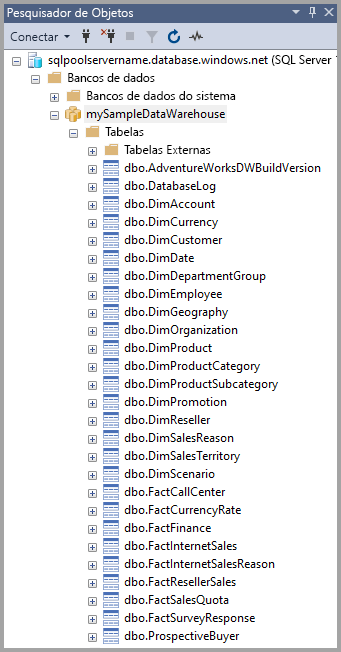 Pesquisador de Objetos
Conectar
sqlpoolservername.database.windows.net (SQL Server
Bancos de dados
Bancos de dados do sistema
mySampleDataWarehouse
Tabelas
Tabelas Externas
dbo.AdventureWorksDWBuildVersion
dbo.DatabaseLog
dbo.DimAccount
dbo.DimCurrency
dbo.DimCustomer
dbo.DimDate
dbo.DimDepartmentGroup
dbo.DimEmployee
dbo.DimGeography
dbo.DimOrganization
dbo.DimProduct
dbo.DimProductCategory
dbo.DimProductSubcategory
dbo.DimPromotion
dbo.DimReseller
dbo.DimSalesReason
dbo.DimSalesTerritory
dbo.DimScenario
dbo.FactCallCenter
dbo.FactCurrencyRate
dbo.FactFinance
dbo.FactInternetSales
dbo.FactInternetSalesReason
dbo.FactResellerSales
dbo.FactSalesQuota
dbo.FactSurveyResponse
dbo.ProspectiveBuyer